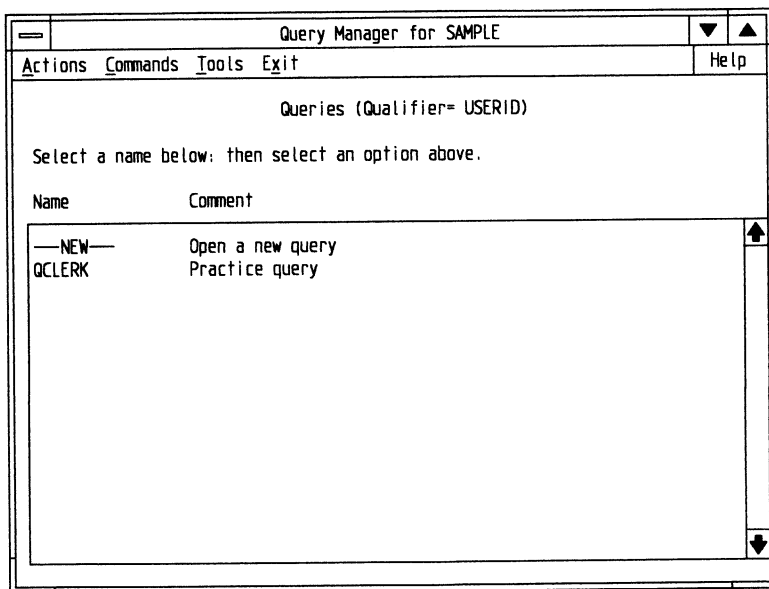 Query Manager for SAMPLE
Actions Commands Tools Exit Help
Queries (Qualifier= USERID)
Select a name below; then select an option above.
Name Comment
—NEW— Open a new query
QCLERK Practice query